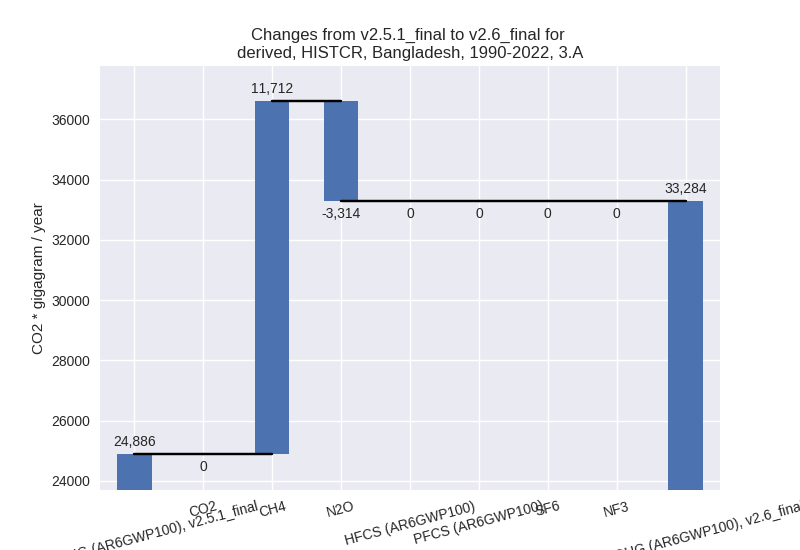 Changes from v2.5.1_final to v2.6_final for
derived, HISTCR, Bangladesh, 1990-2022, 3.A
CO2 * gigagram / year
36000
34000
32000
30000
28000
26000
24000
24,886
0
11,712
-3,314
0
0
0
0
33,284
(AR6GWP100), v2.5.1_final
CO2
CH4
N2O
HFCS (AR6GWP100)
PFCS (AR6GWP100)
SF6
NF3
(AR6GWP100), v2.6_final